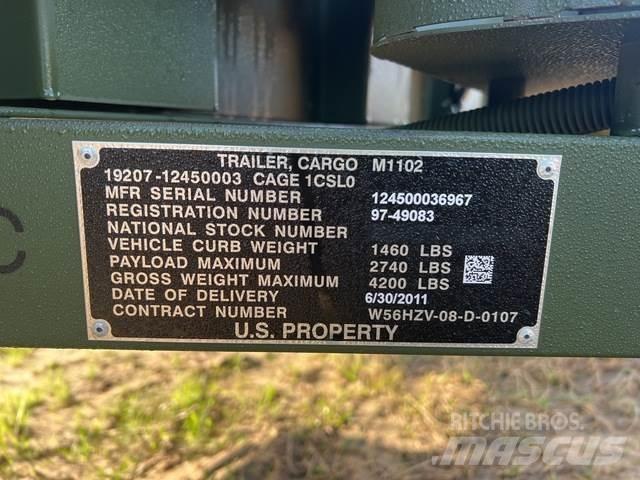 TRAILER, CARGO M1102
19207-12450003 CAGE 1CSL0
MFR SERIAL NUMBER 124500036967
REGISTRATION NUMBER 97-49083
NATIONAL STOCK NUMBER
VEHICLE CURB WEIGHT 1460 LBS
PAYLOAD MAXIMUM 2740 LBS
GROSS WEIGHT MAXIMUM 4200 LBS
DATE OF DELIVERY 6/30/2011
CONTRACT NUMBER W56HZV-08-D-0107
U.S. PROPERTY
C
RITCHIE BROS.
MASCUS